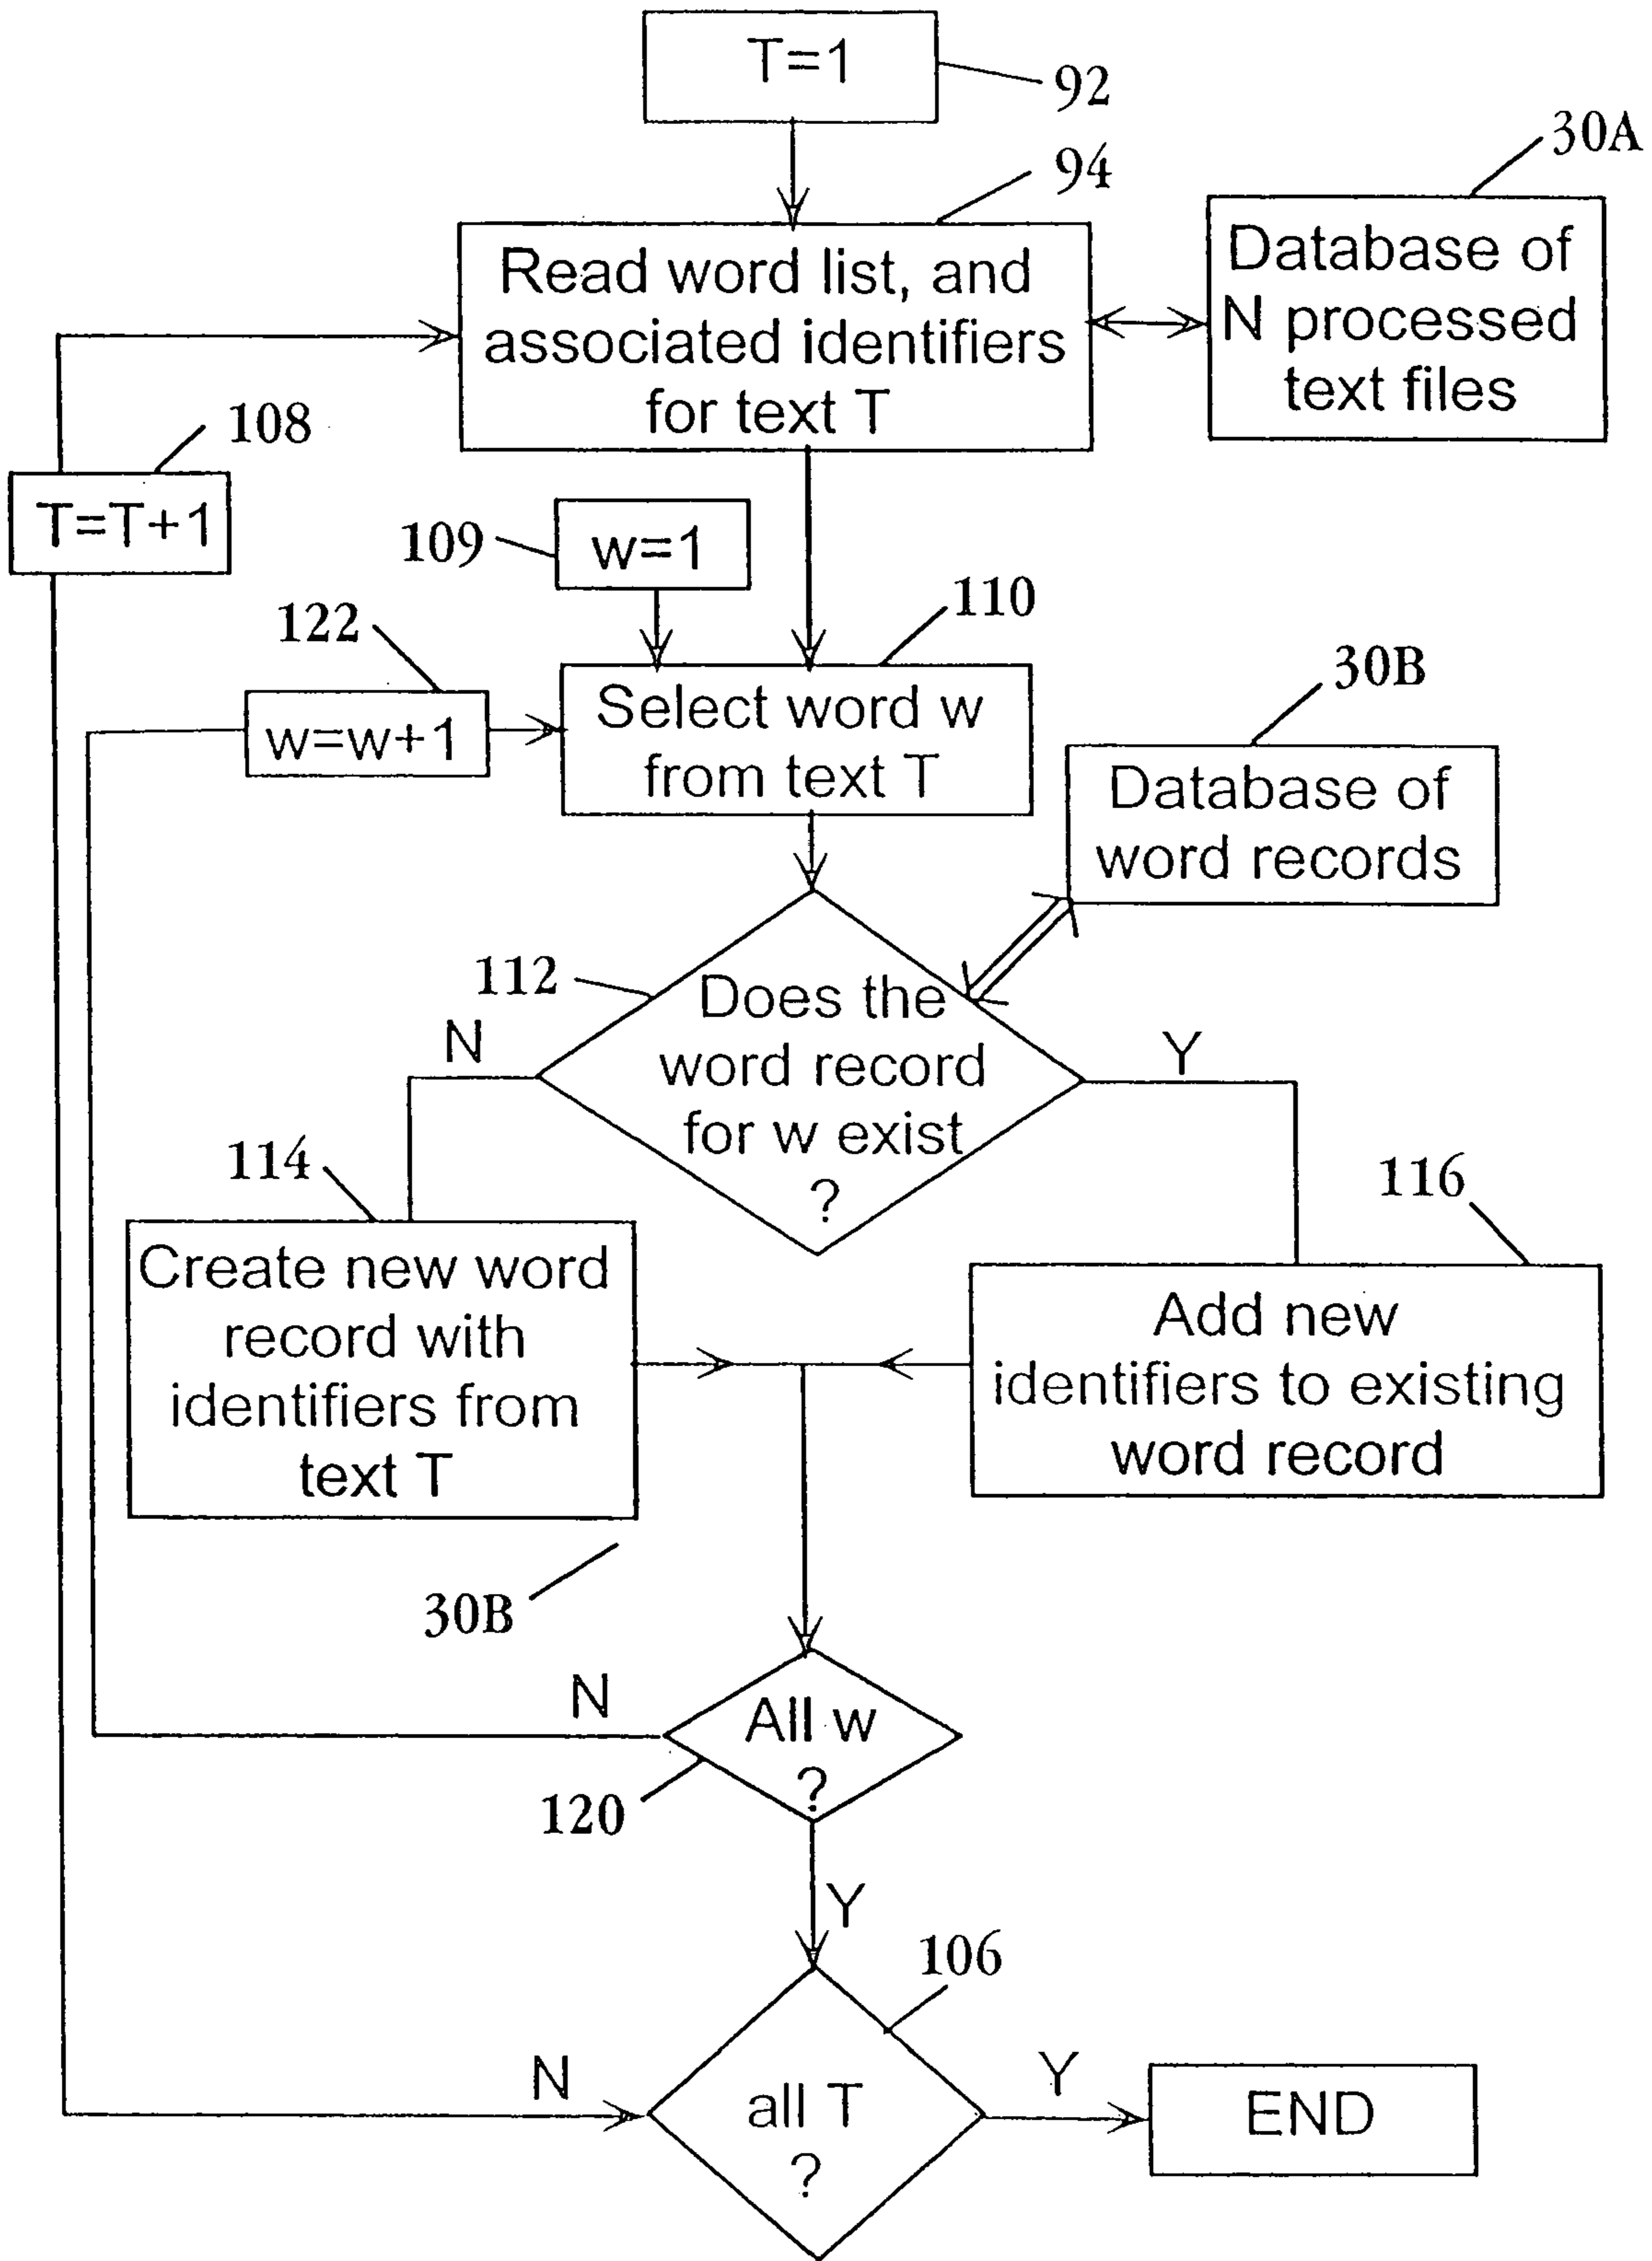 T=1
92
30A
94
Read word list, and
associated identifiers
for text T
Database of
N processed
text files
108
T=T+1
109
w=1
110
122
w=w+1
Select word w
from text T
30B
Database of
word records
112
Does the
word record
for w exist
?
N
Y
114
Create new word
record with
identifiers from
text T
116
Add new
identifiers to existing
word record
30B
N
All w
?
120
Y
106
N
all T
?
Y
END